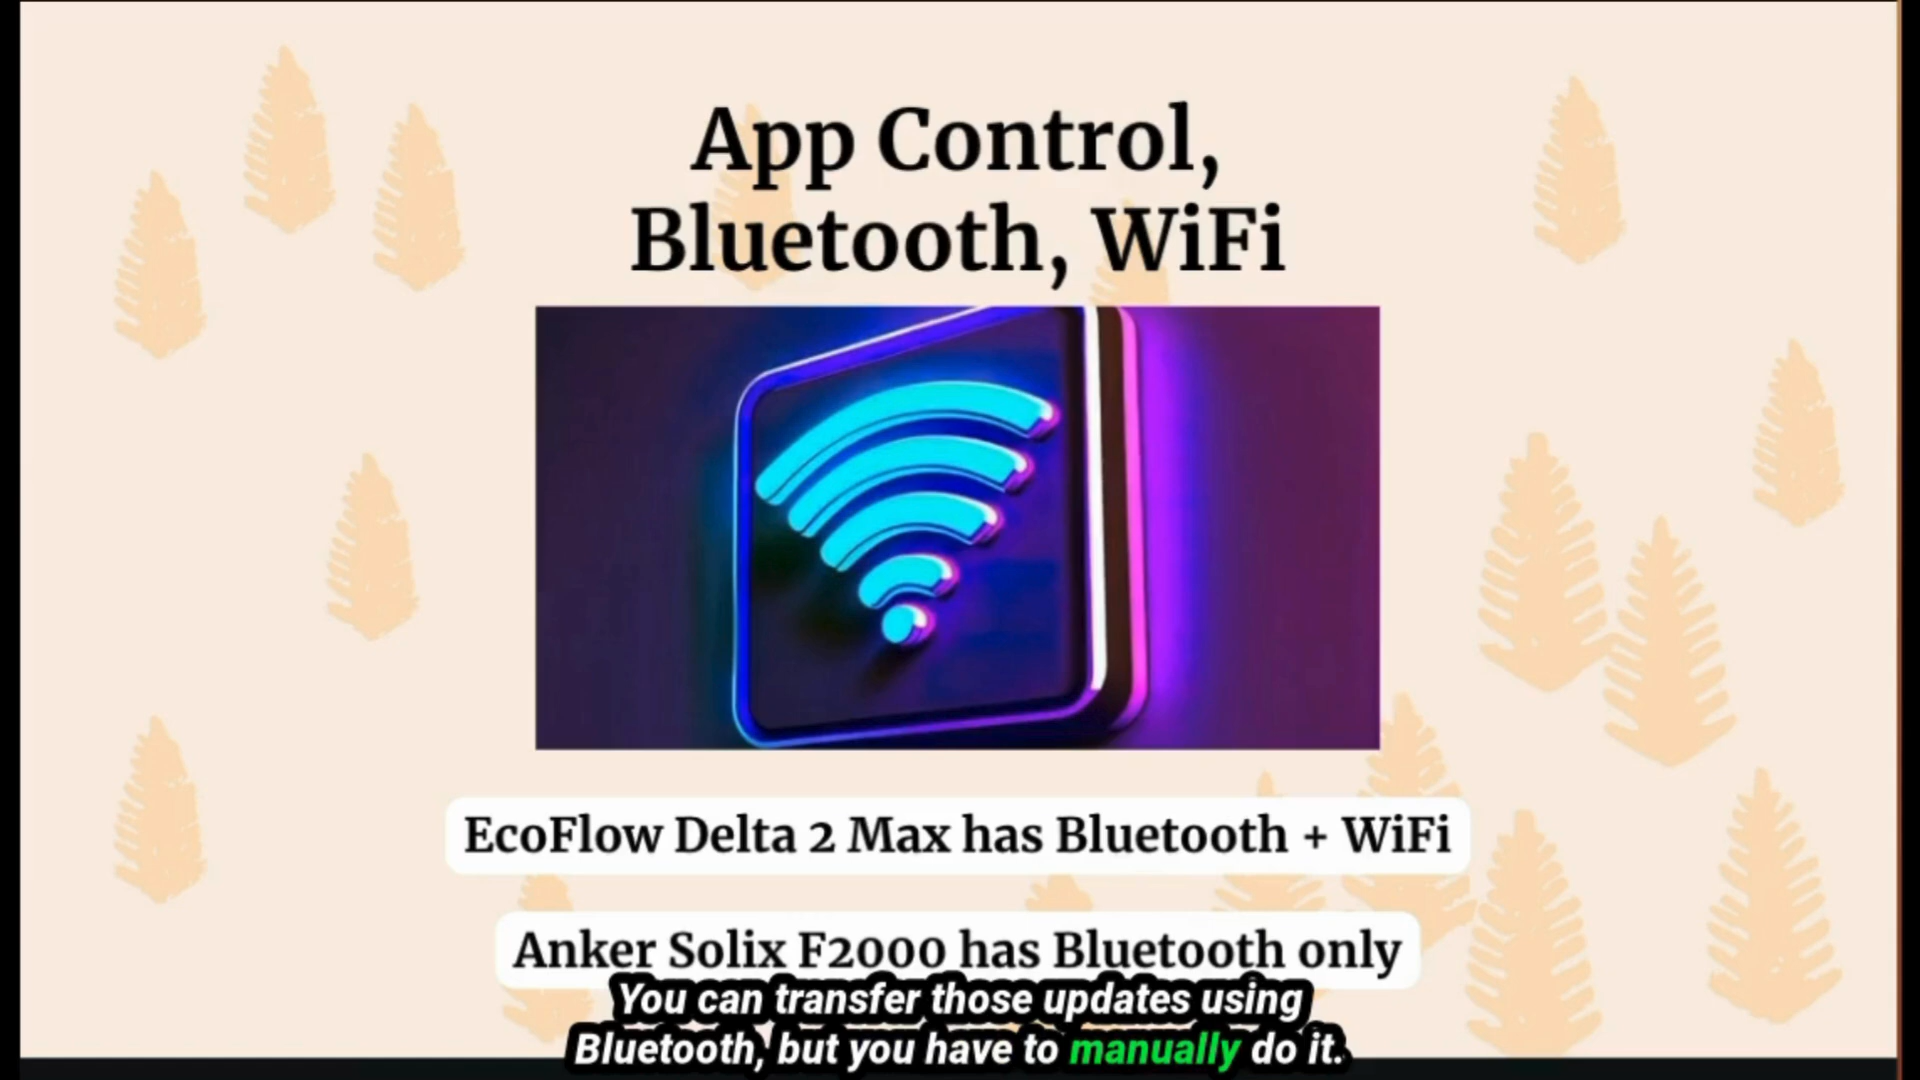 App Control,
Bluetooth, WiFi
EcoFlow Delta 2 Max has Bluetooth + WiFi
Anker Solix F2000 has Bluetooth only
You can transfer those updates using
Bluetooth, but you have to manually do it.